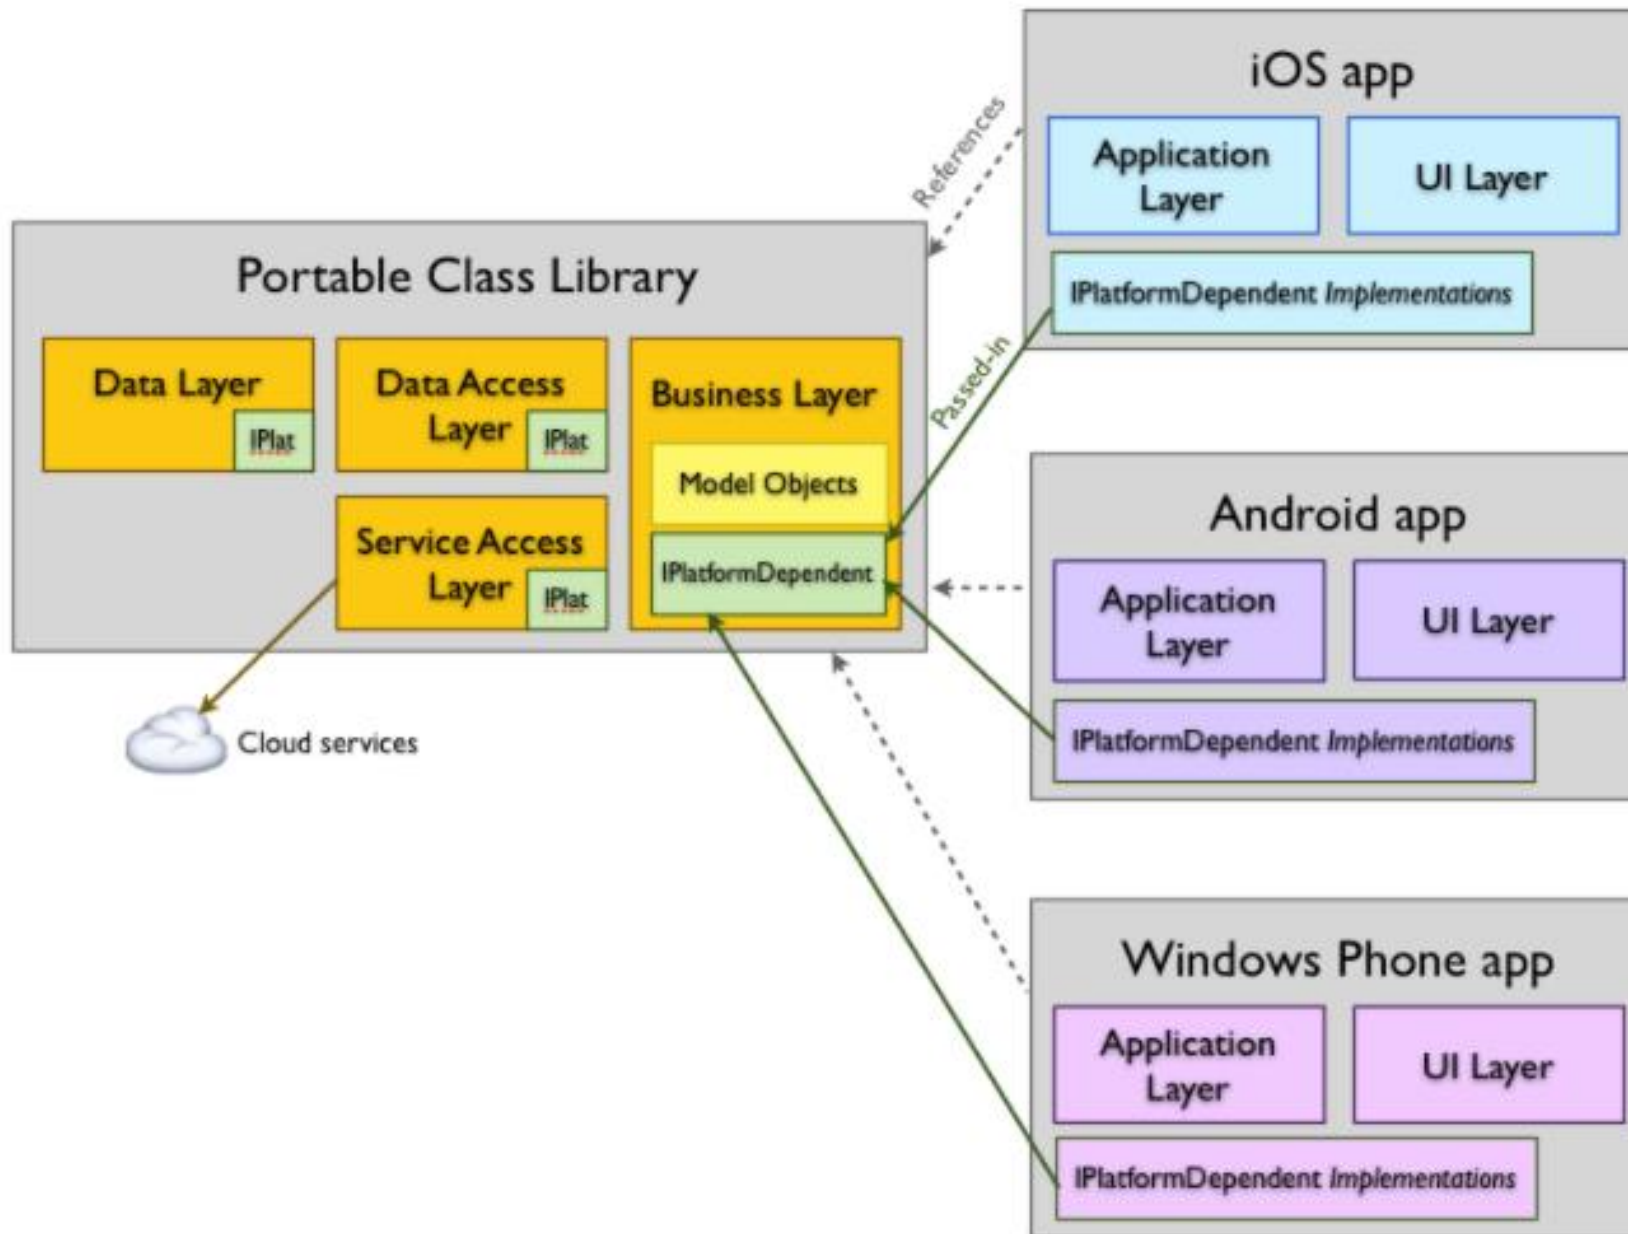 iOS app
Application
Layer
UI Layer
IPlatformDependent Implementations
References
Passed-in
Portable Class Library
Data Layer
IPlat
Data Access
Layer
IPlat
Service Access
Layer
IPlat
Business Layer
Model Objects
IPlatformDependent
Cloud services
Android app
Application
Layer
UI Layer
IPlatformDependent Implementations
Windows Phone app
Application
Layer
UI Layer
IPlatformDependent Implementations